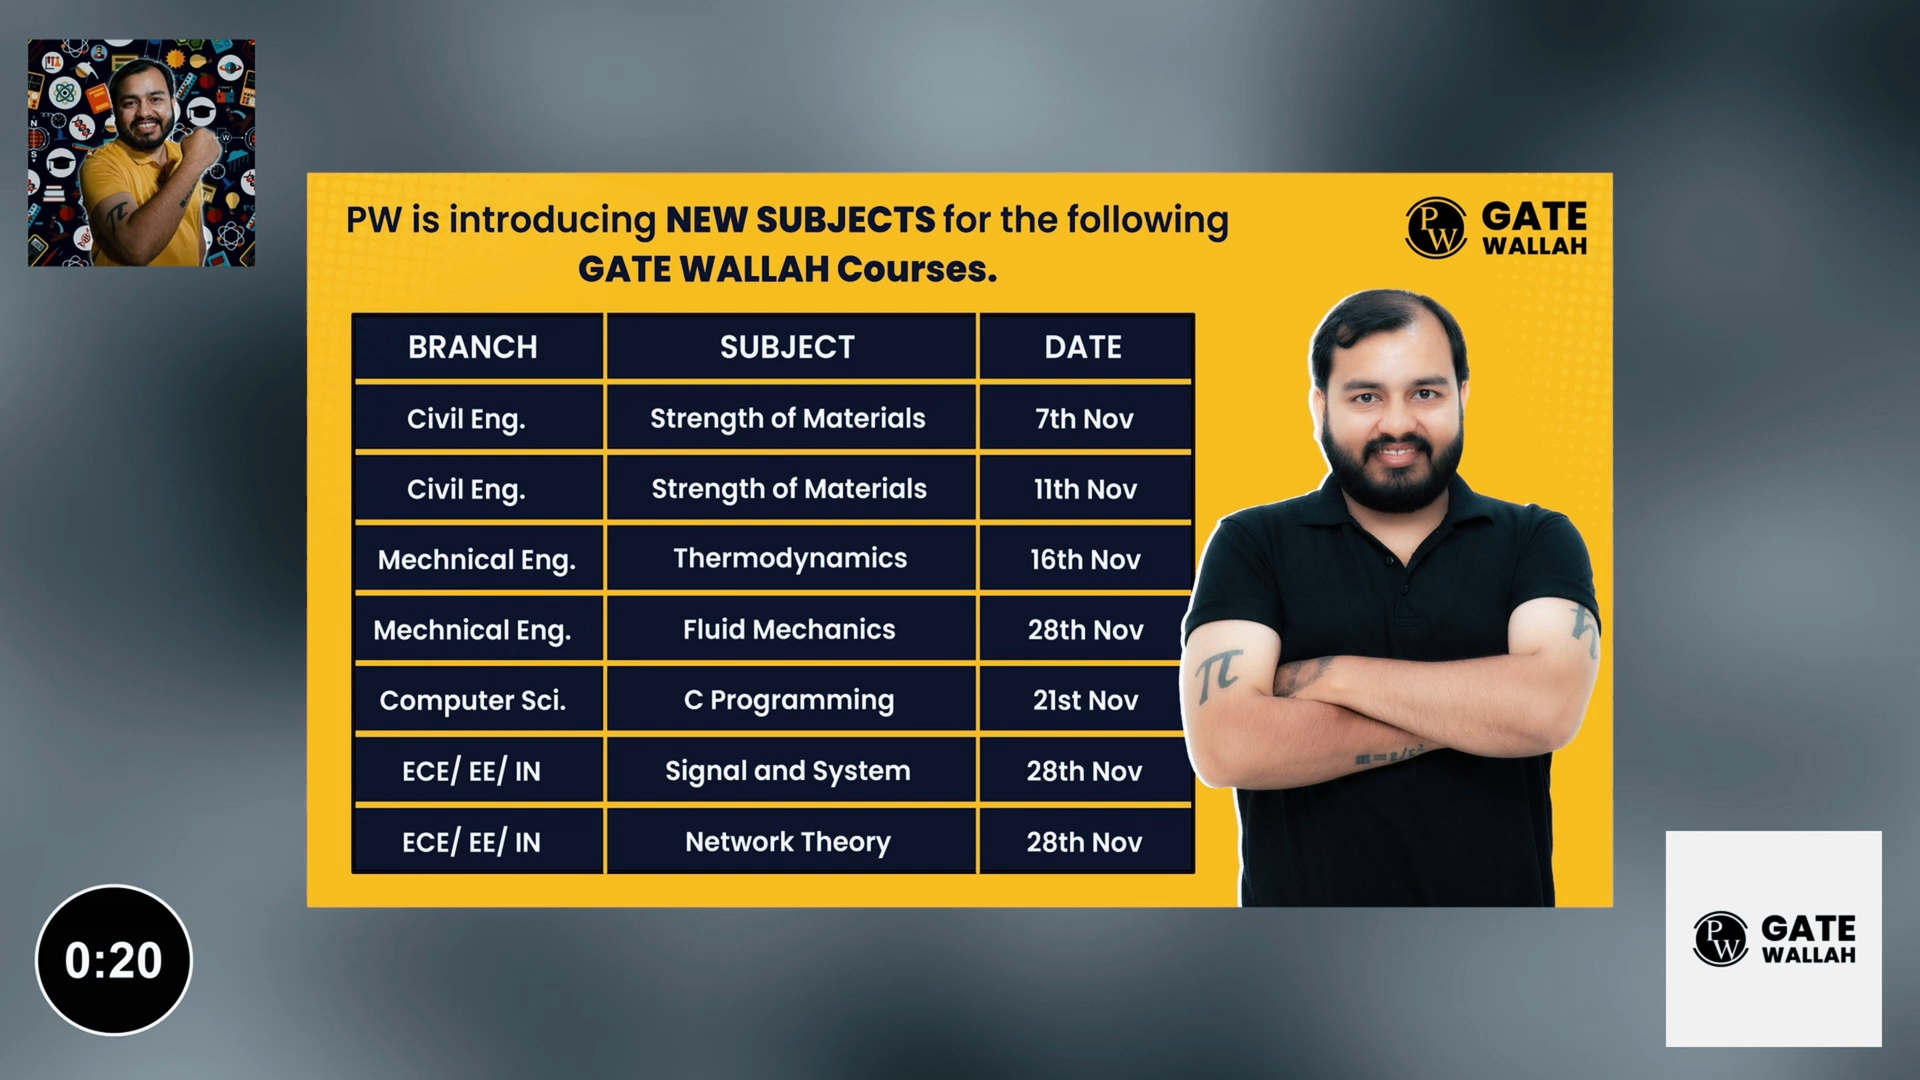 PW is introducing NEW SUBJECTS for the following
GATE WALLAH Courses.
PW GATE
WALLAH
BRANCH SUBJECT DATE
Civil Eng. Strength of Materials 7th Nov
Civil Eng. Strength of Materials 11th Nov
Mechnical Eng. Thermodynamics 16th Nov
Mechnical Eng. Fluid Mechanics 28th Nov
Computer Sci. C Programming 21st Nov
ECE/ EE/ IN Signal and System 28th Nov
ECE/ EE/ IN Network Theory 28th Nov
π
0:20
PW GATE
WALLAH